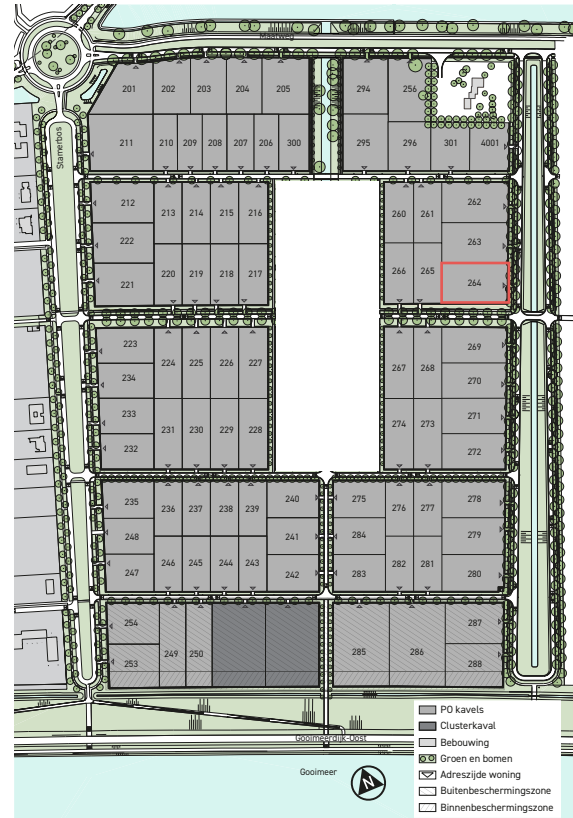 Maatweg
201 202 203 204 205 294 256
211 210 209 208 207 206 300 295 296 301 4001
Stamerbos
212 213 214 215 216 260 261 262
222 263
221 220 219 218 217 266 265 264
223 224 225 226 227 267 268 269
234 270
233 231 230 229 228 274 273 271
232 272
235 236 237 238 239 240 275 276 277 278
248 241 284 279
247 246 245 244 243 242 283 282 281 280
254 287
249 250 285 286
253 288
PO kavels
Clusterkaval
Gooimeerdijk-Oost
Bebouwing
Groen en bomen
Gooimeer
N
Adreszijde woning
Buitenbeschermingszone
Binnenbeschermingszone